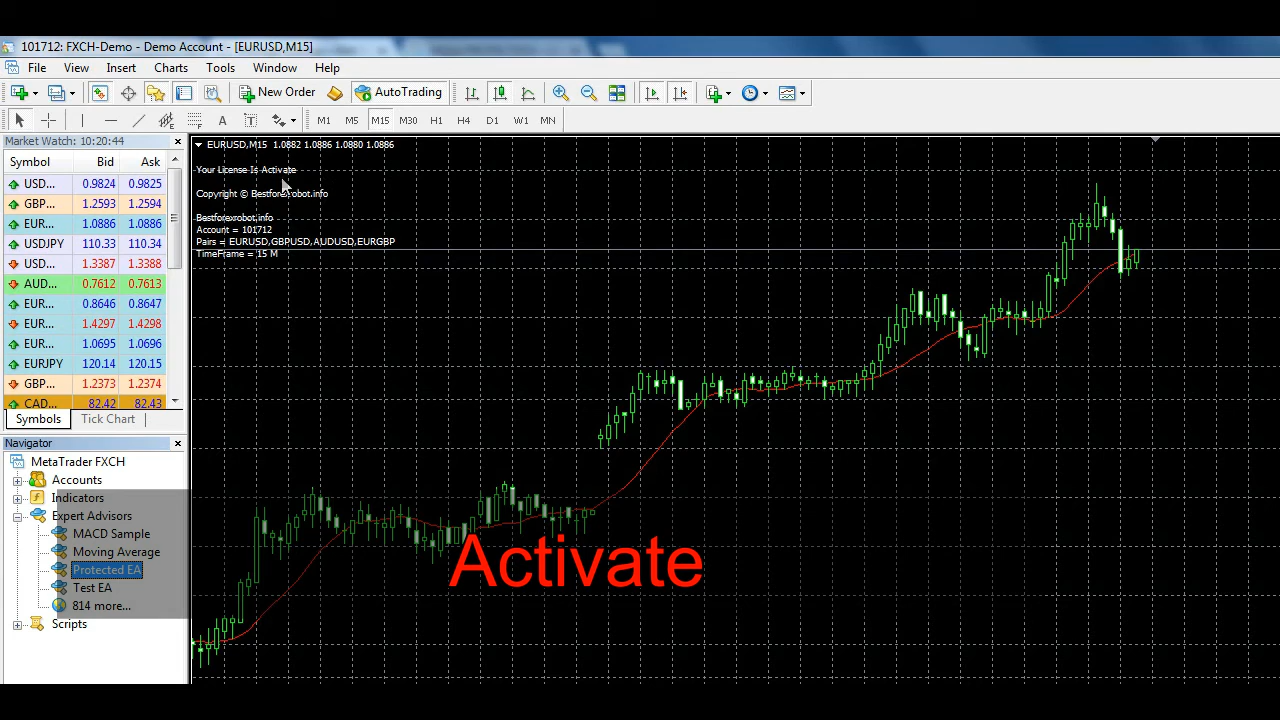 101712: FXCH-Demo - Demo Account - [EURUSD,M15]
File View Insert Charts Tools Window Help
New Order AutoTrading
A T M1 M5 M15 M30 H1 H4 D1 W1 MN
Market Watch: 10:20:44
Symbol Bid Ask
USD... 0.9824 0.9825
GBP... 1.2593 1.2594
EUR... 1.0886 1.0886
USDJPY 110.33 110.34
USD... 1.3387 1.3388
AUD... 0.7612 0.7613
EUR... 0.8646 0.8647
EUR... 1.4297 1.4298
EUR... 1.0695 1.0696
EURJPY 120.14 120.15
GBP... 1.2373 1.2374
CAD... 82.42 82.43
Symbols Tick Chart
Navigator
MetaTrader FXCH
Accounts
Indicators
Expert Advisors
MACD Sample
Moving Average
Protected EA
Test EA
814 more...
Scripts
EURUSD,M15 1.0882 1.0886 1.0880 1.0886
Your License Is Activate
Copyright © Bestforexrobot.info
Bestforexrobot.info
Account = 101712
Pairs = EURUSD,GBPUSD,AUDUSD,EURGBP
TimeFrame = 15 M
Activate